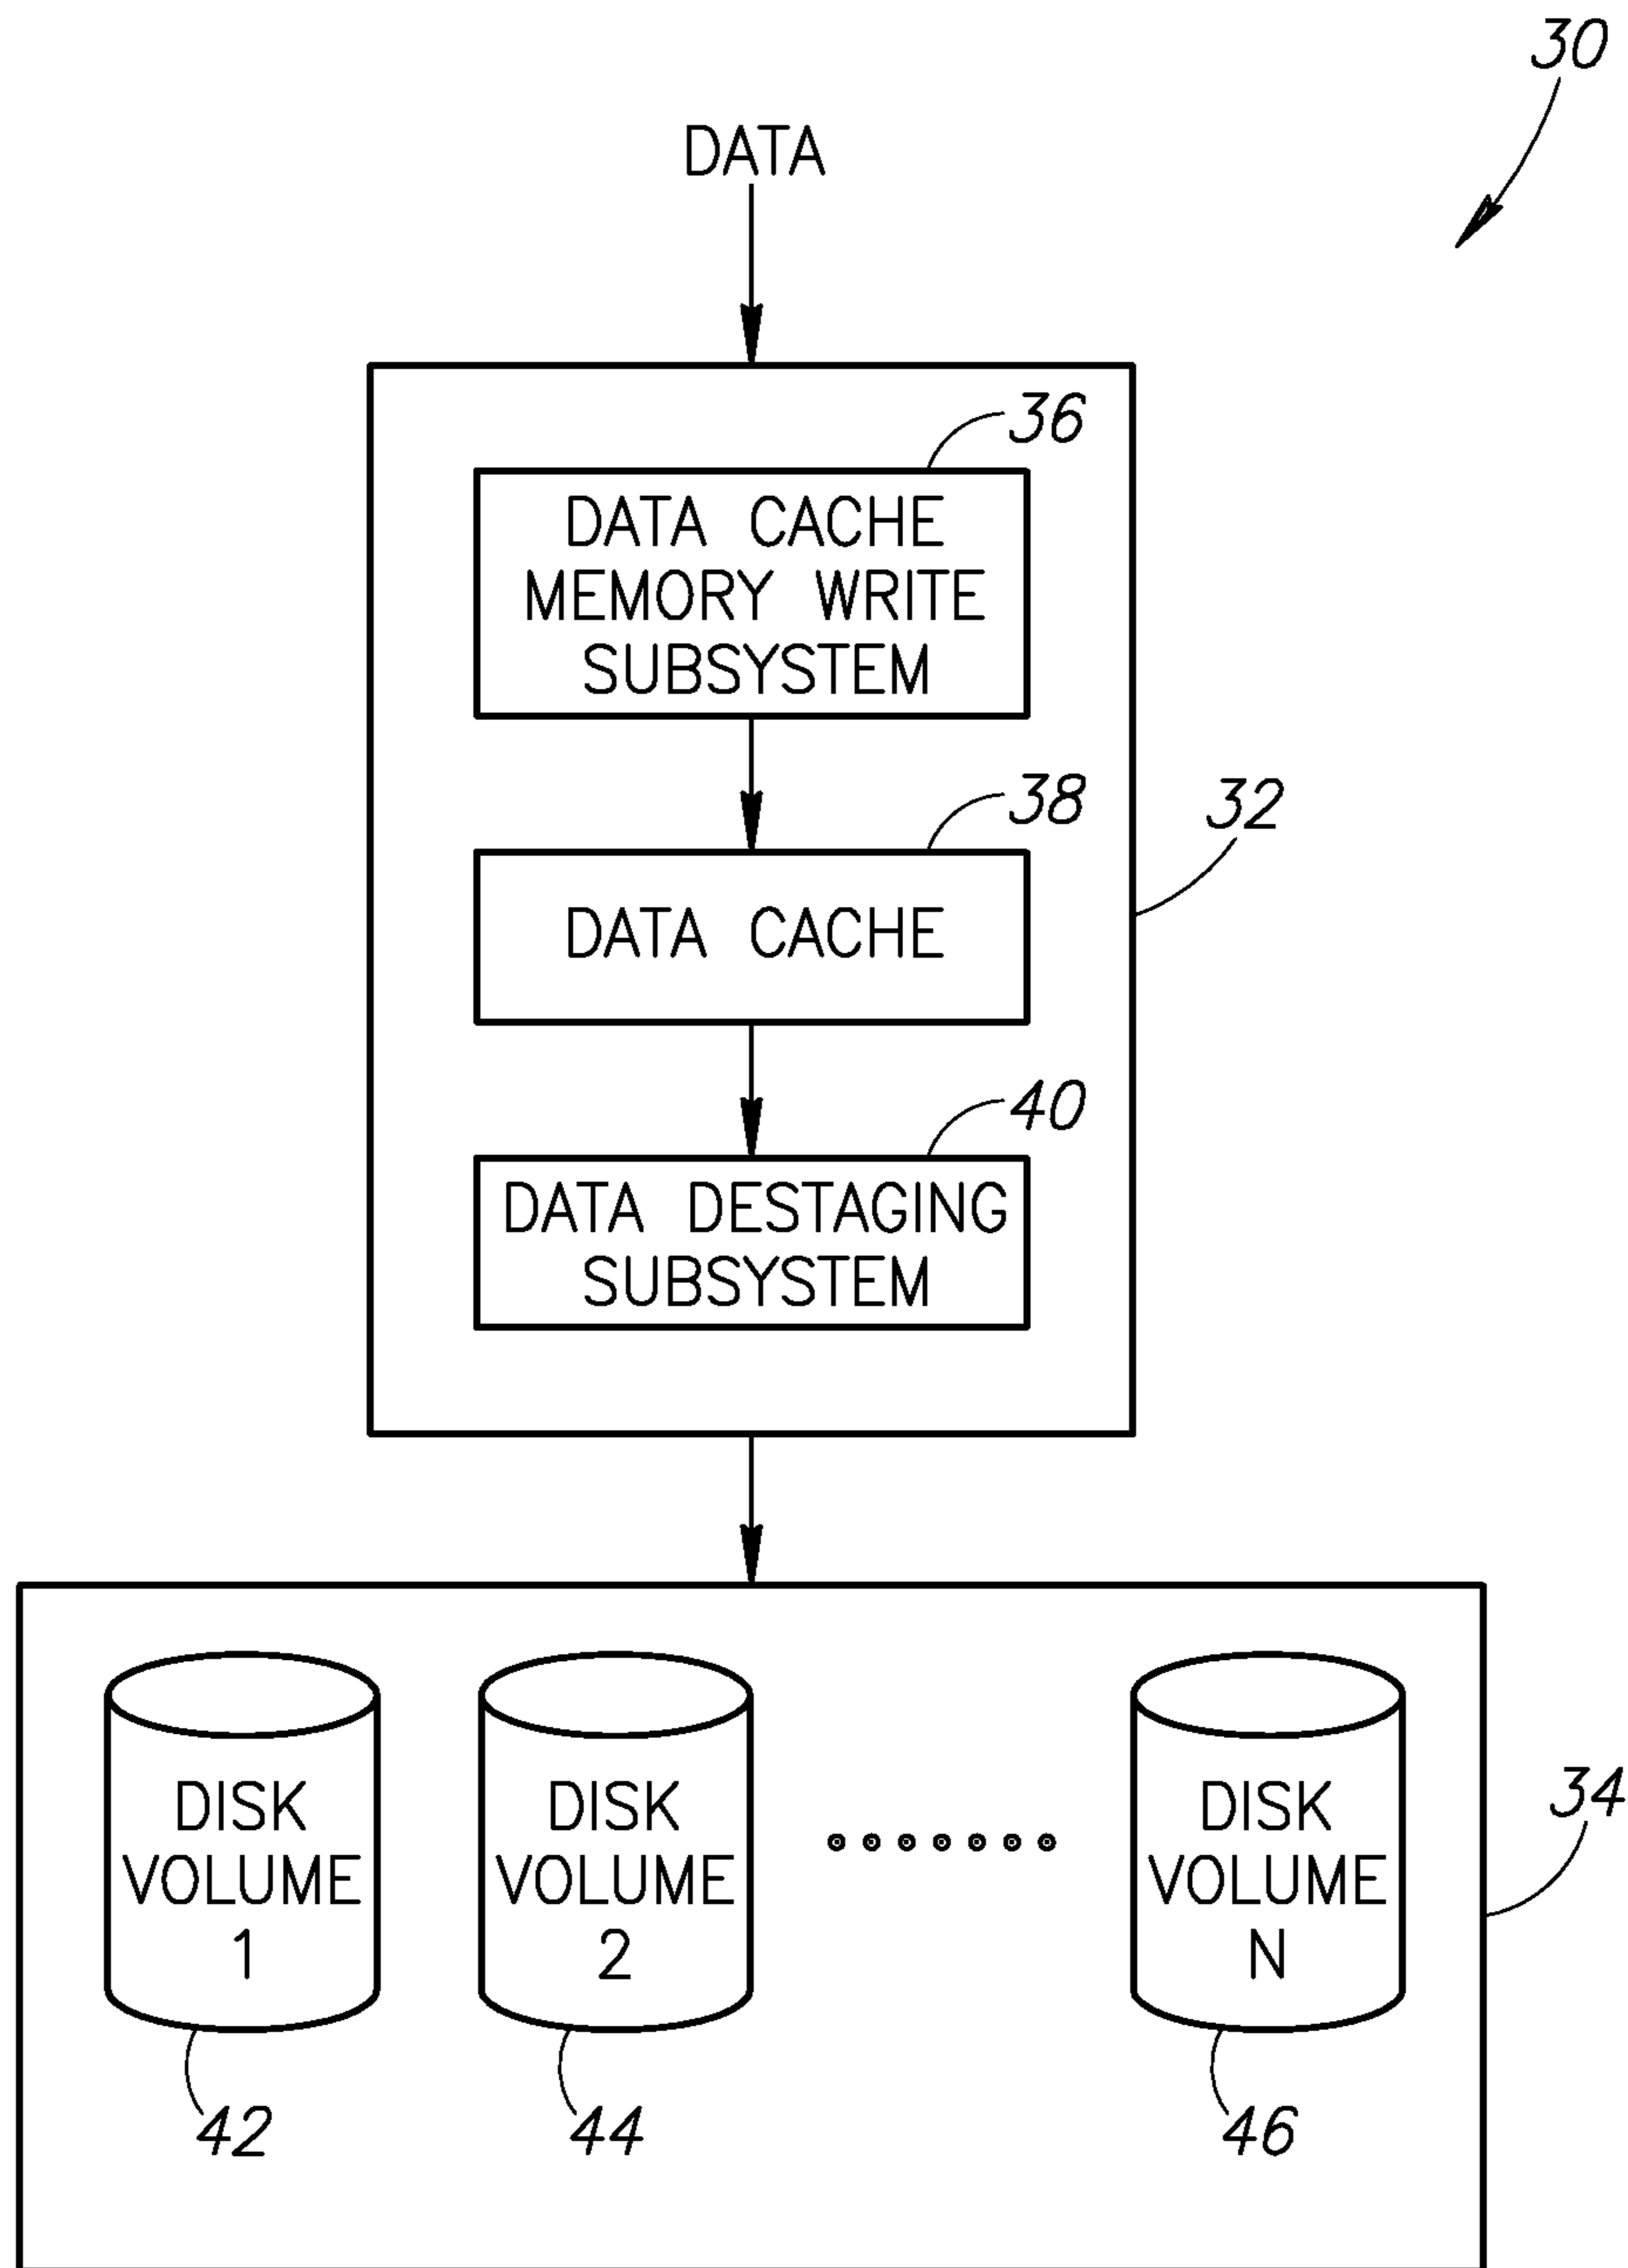 30
DATA
36
DATA CACHE
MEMORY WRITE
SUBSYSTEM
38
32
DATA CACHE
40
DATA DESTAGING
SUBSYSTEM
34
DISK
VOLUME
1
DISK
VOLUME
2
DISK
VOLUME
N
42
44
46